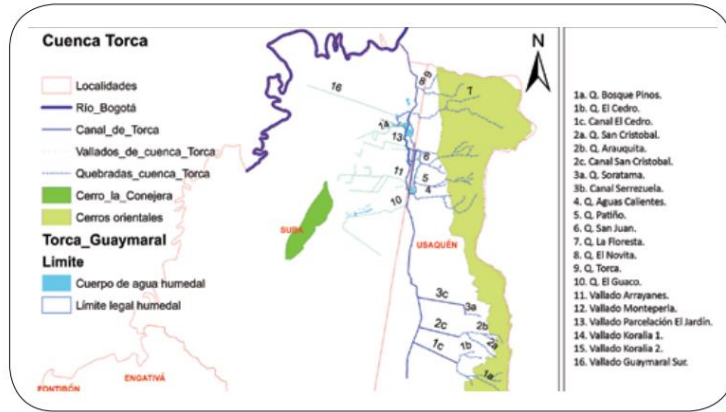 Cuenca Torca
Localidades
Río_Bogotá
Canal_de_Torca
Vallados_de_cuenca_Torca
Quebradas_cuenca_Torca
Cerro_la_Conejera
Cerros orientales
Torca_Guaymaral
Limite
Cuerpo de agua humedal
Límite legal humedal
N
16
9
8
7
14
13
6
11
5
4
10
SUBA
USAQUÉN
3c
3a
2c
2b
2a
1c
1b
1a
ENGATIVÁ
FONTIBÓN
1a. Q. Bosque Pinos.
1b. Q. El Cedro.
1c. Canal El Cedro.
2a. Q. San Cristobal.
2b. Q. Arauquita.
2c. Canal San Cristobal.
3a. Q. Soratama.
3b. Canal Serrezuela.
4. Q. Aguas Calientes.
5. Q. Patiño.
6. Q. San Juan.
7. Q. La Floresta.
8. Q. El Novita.
9. Q. Torca.
10. Q. El Guaco.
11. Vallado Arrayanes.
12. Vallado Monteperla.
13. Vallado Parcelación El Jardín.
14. Vallado Koralia 1.
15. Vallado Koralia 2.
16. Vallado Guaymaral Sur.